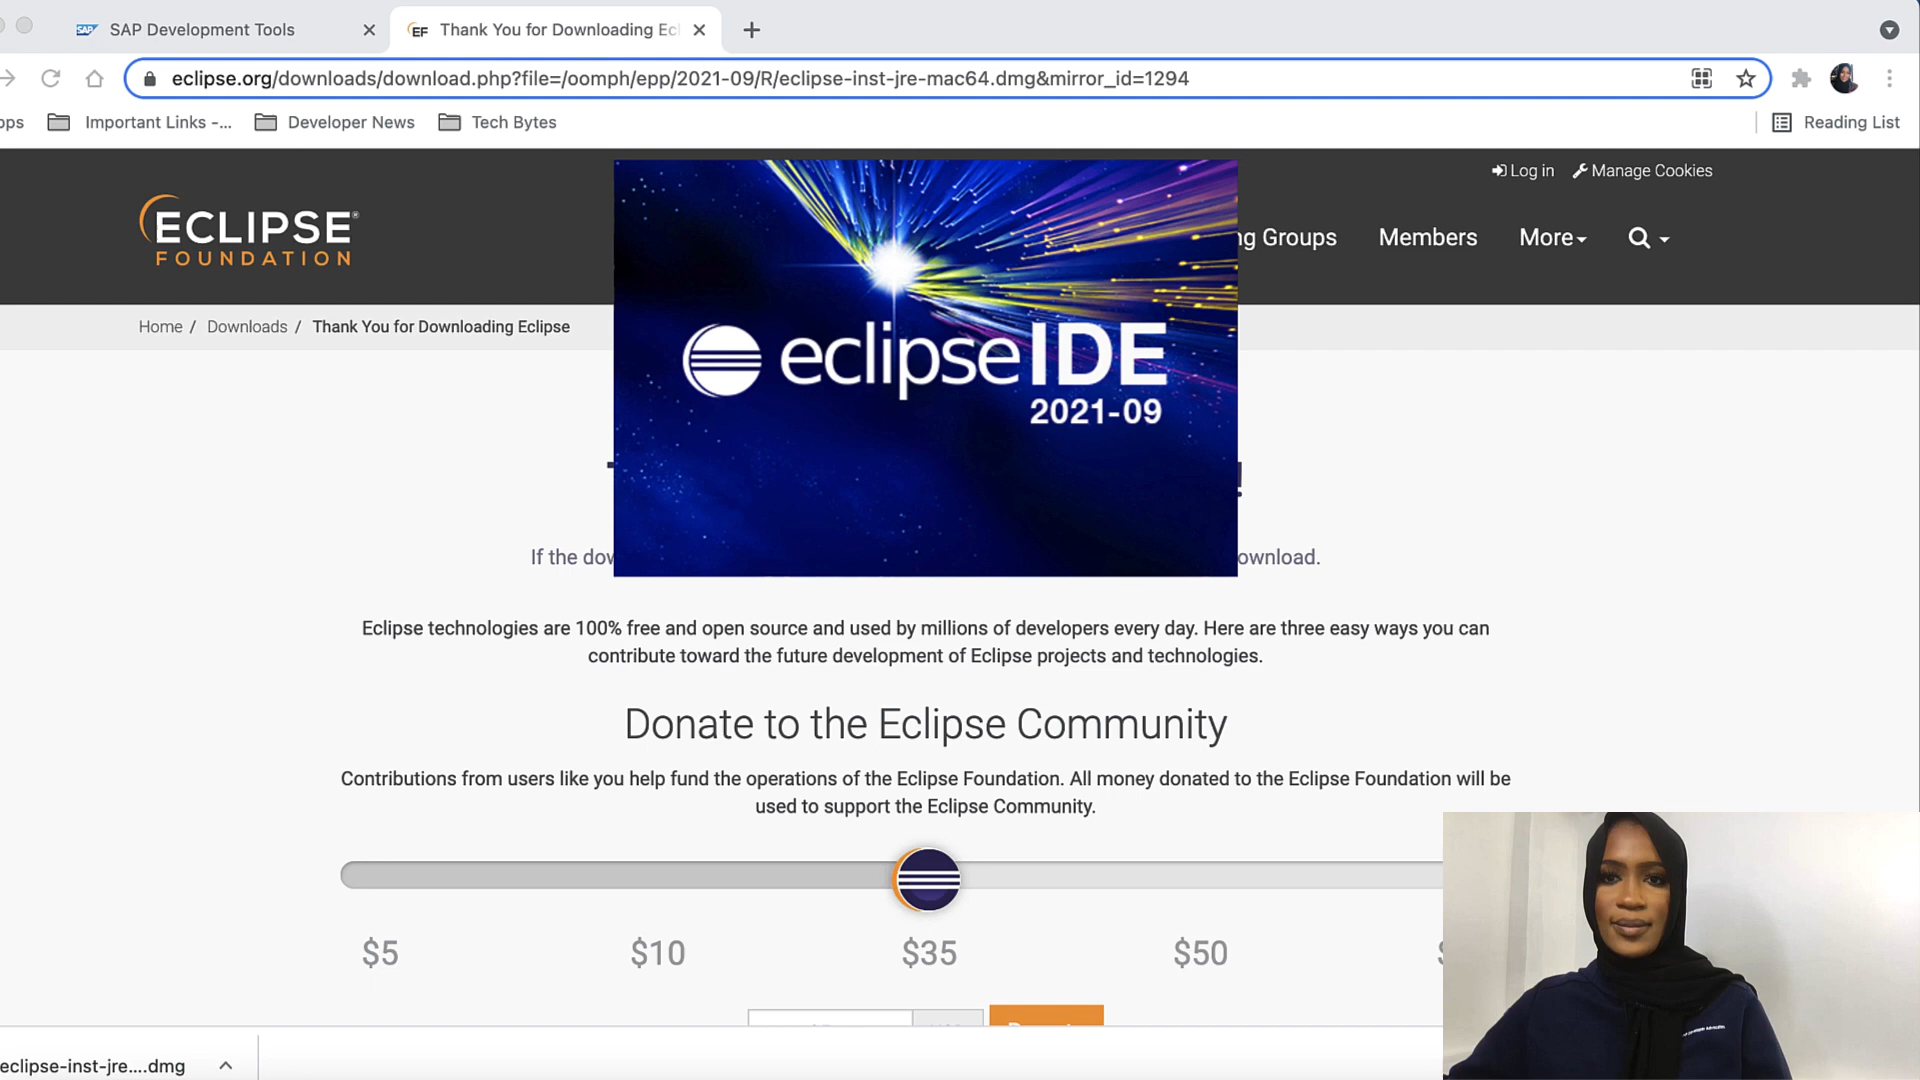 SAP Development Tools
EF Thank You for Downloading Ecl
eclipse.org/downloads/download.php?file=/oomph/epp/2021-09/R/eclipse-inst-jre-mac64.dmg&mirror_id=1294
Important Links -...
Developer News
Tech Bytes
Reading List
Log in
Manage Cookies
ECLIPSE®
FOUNDATION
Groups
Members
More
Home / Downloads / Thank You for Downloading Eclipse
eclipse IDE
2021-09
If the
Eclipse technologies are 100% free and open source and used by millions of developers every day. Here are three easy ways you can
contribute toward the future development of Eclipse projects and technologies.
Donate to the Eclipse Community
Contributions from users like you help fund the operations of the Eclipse Foundation. All money donated to the Eclipse Foundation will be
used to support the Eclipse Community.
$5
$10
$35
$50
eclipse-inst-jre....dmg